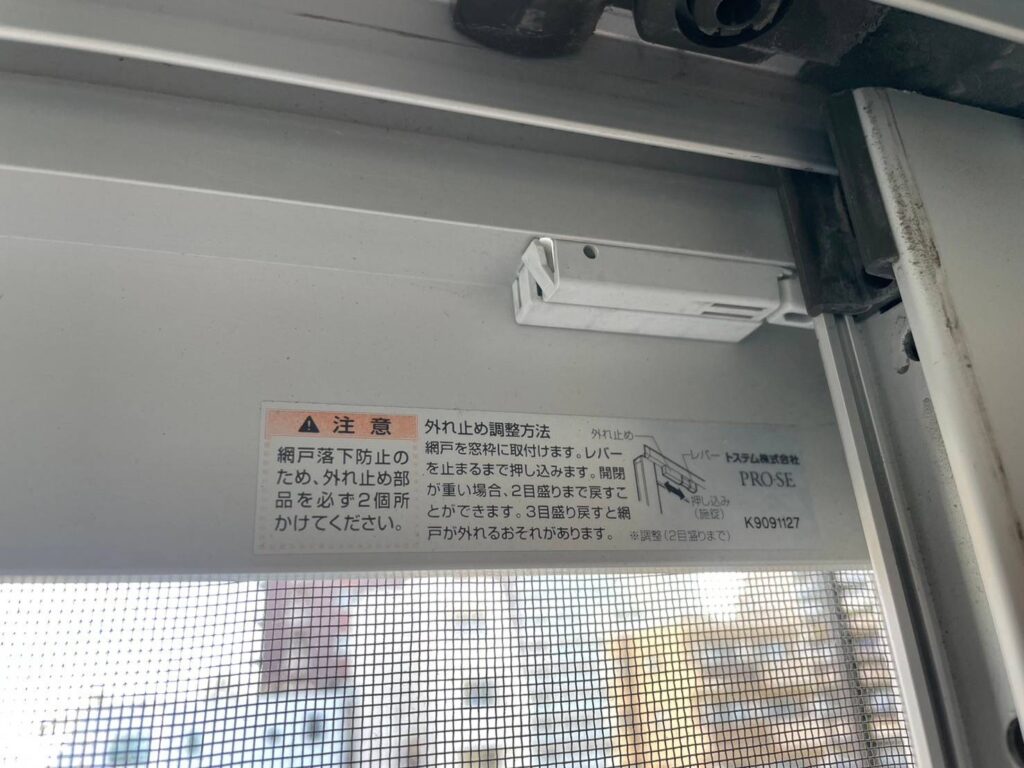 注意
網戸落下防止の
ため、外れ止め部
品を必ず2個所
かけてください。
外れ止め調整方法
網戸を窓枠に取付けます。レバー
を止まるまで押し込みます。開閉
が重い場合、2目盛りまで戻すこ
とができます。3目盛り戻すと網
戸が外れるおそれがあります。
外れ止め
レバー
押し込み
(施錠)
※調整(2目盛りまで)
トステム株式会社
PRO·SE
K9091127